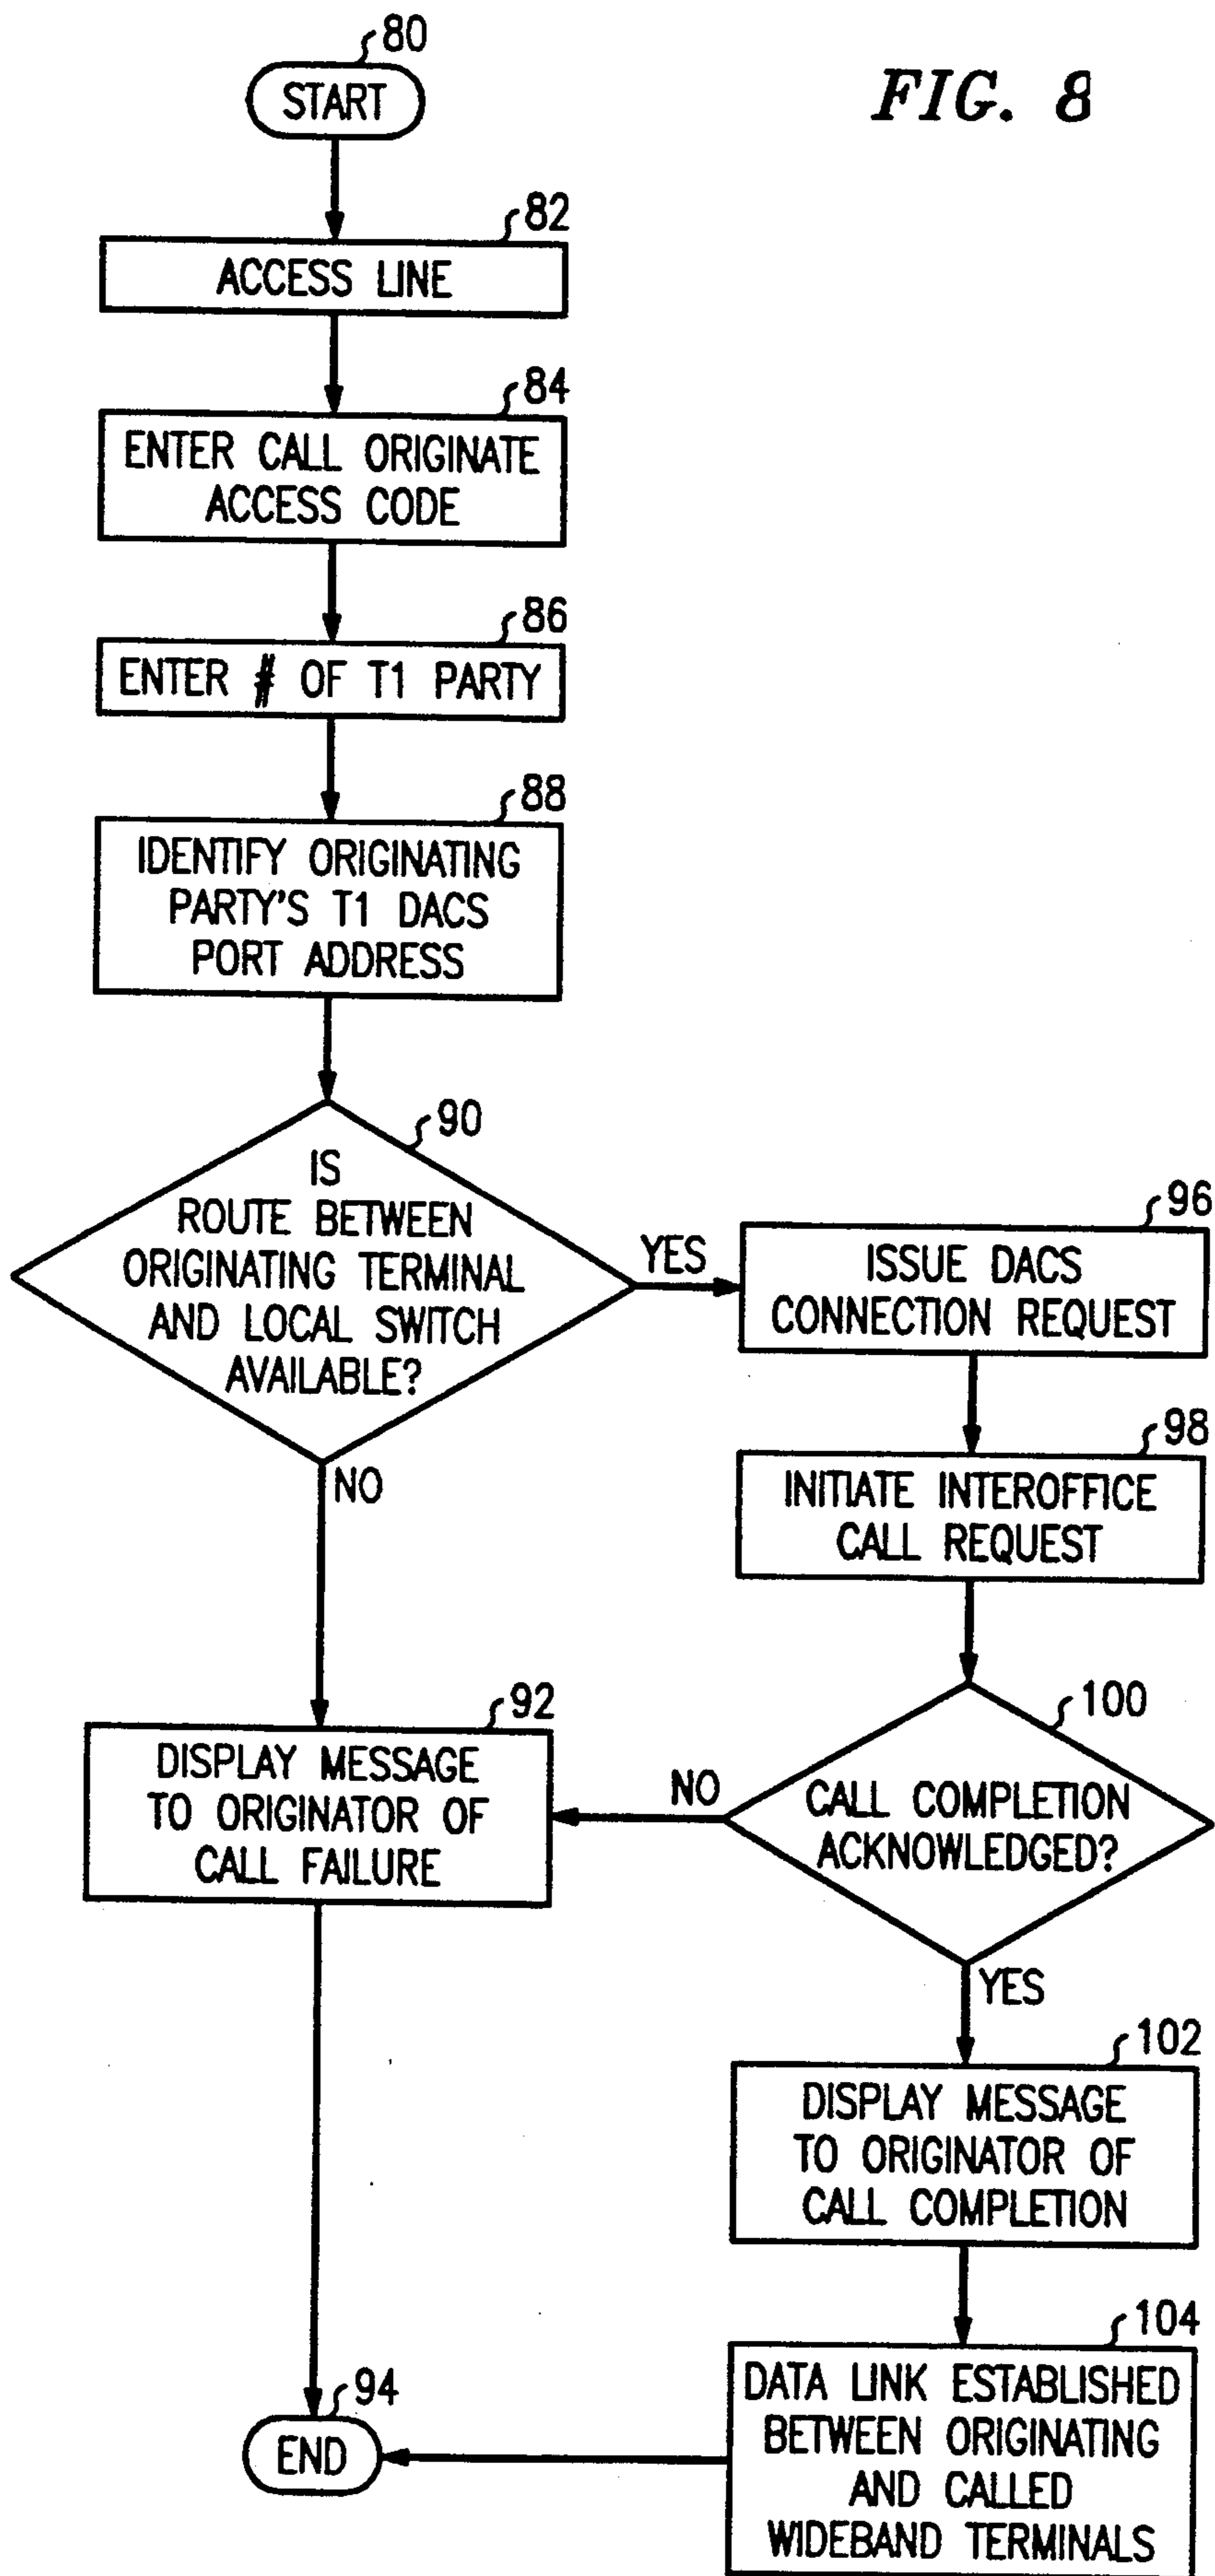 FIG. 8
80
START
82
ACCESS LINE
84
ENTER CALL ORIGINATE
ACCESS CODE
86
ENTER # OF T1 PARTY
88
IDENTIFY ORIGINATING
PARTY'S T1 DACS
PORT ADDRESS
90
IS
ROUTE BETWEEN
ORIGINATING TERMINAL
AND LOCAL SWITCH
AVAILABLE?
YES
NO
96
ISSUE DACS
CONNECTION REQUEST
98
INITIATE INTEROFFICE
CALL REQUEST
100
CALL COMPLETION
ACKNOWLEDGED?
NO
YES
92
DISPLAY MESSAGE
TO ORIGINATOR OF
CALL FAILURE
102
DISPLAY MESSAGE
TO ORIGINATOR OF
CALL COMPLETION
104
DATA LINK ESTABLISHED
BETWEEN ORIGINATING
AND CALLED
WIDEBAND TERMINALS
94
END